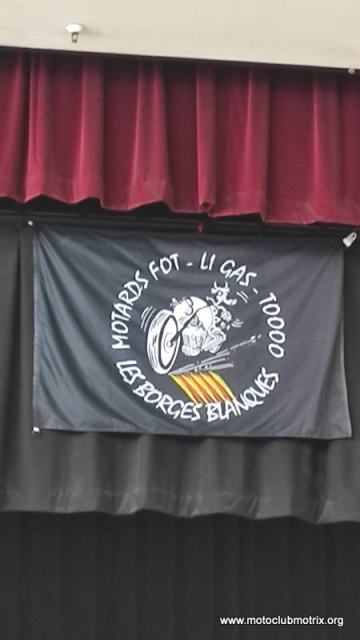 MOTARDS FOT - LI GAS - TOOOO
LES BORGES BLANQUES
www.motoclubmotrix.org